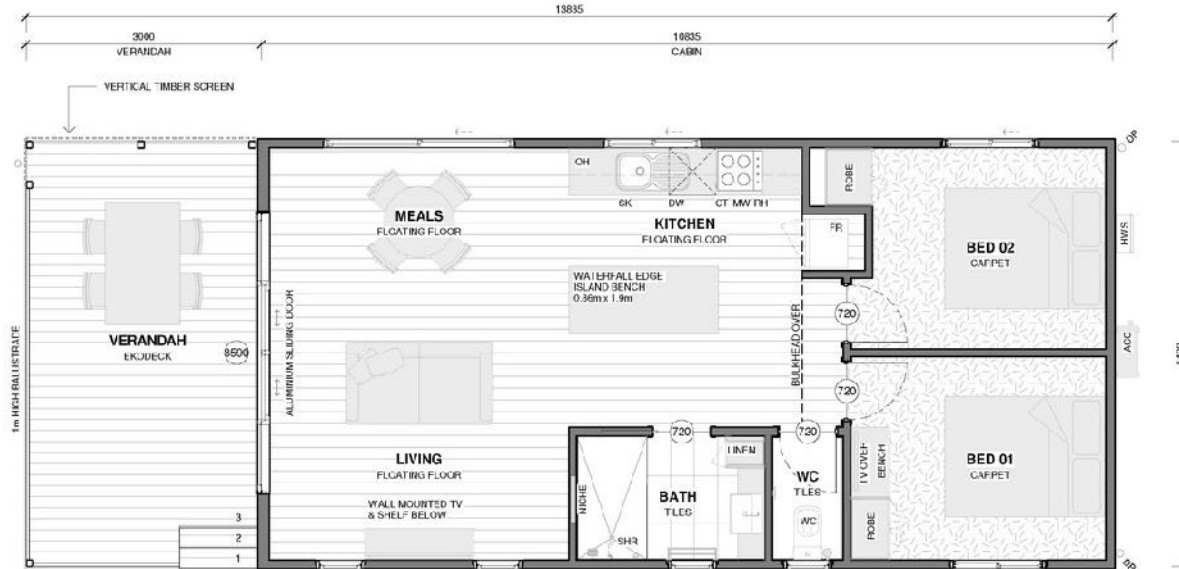 13835
3000
10835
VERANDAH
CABIN
VERTICAL TIMBER SCREEN
DP
OH
ROBE
SK
DW
CT MW RH
MEALS
FLOATING FLOOR
KITCHEN
FLOATING FLOOR
FR
HWS
BED 02
CARPET
WATERFALL EDGE
ISLAND BENCH
0.86m x 1.9m
720
VERANDAH
EKODECK
3500
ALUMINIUM SLIDING DOOR
BULKHEAD OVER
ACC
1m HIGH BALUSTRADE
720
720
720
LIVING
FLOATING FLOOR
LINEN
TV OVER
BENCH
BED 01
CARPET
WALL MOUNTED TV
& SHELF BELOW
NICHE
BATH
TILES
WC
TILES
WC
ROBE
SHR
3
2
1
DP